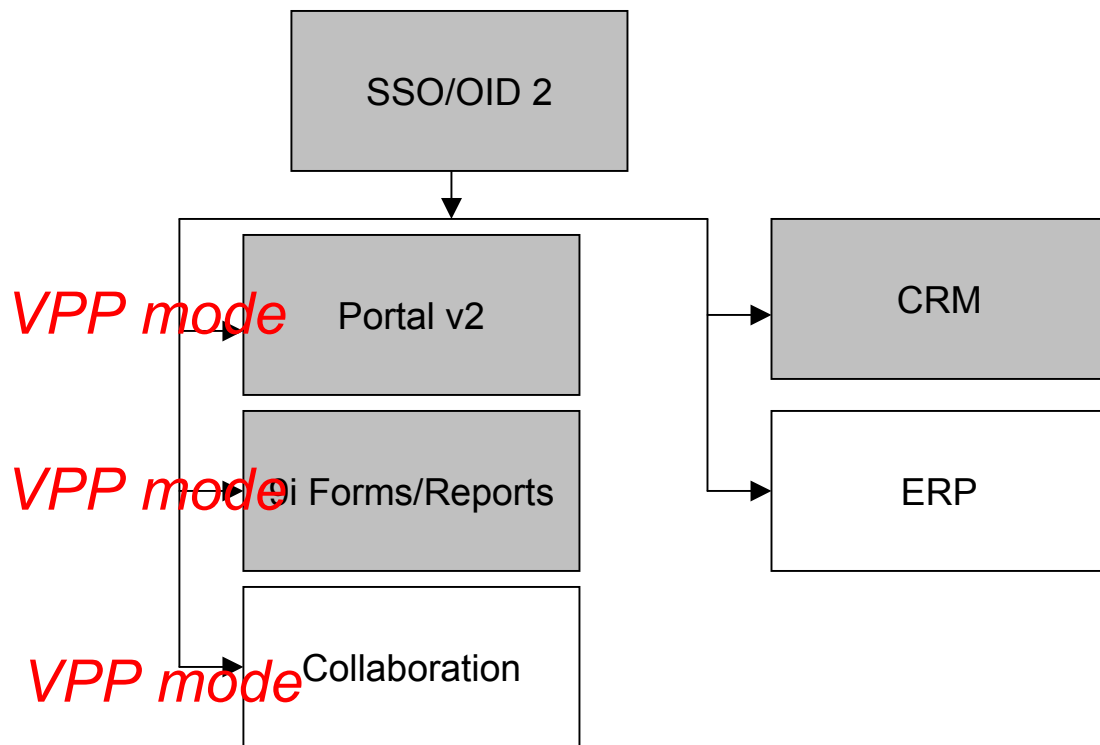 SSO/OID 2
VPP mode
Portal v2
CRM
VPP mode
9i Forms/Reports
ERP
VPP mode
Collaboration